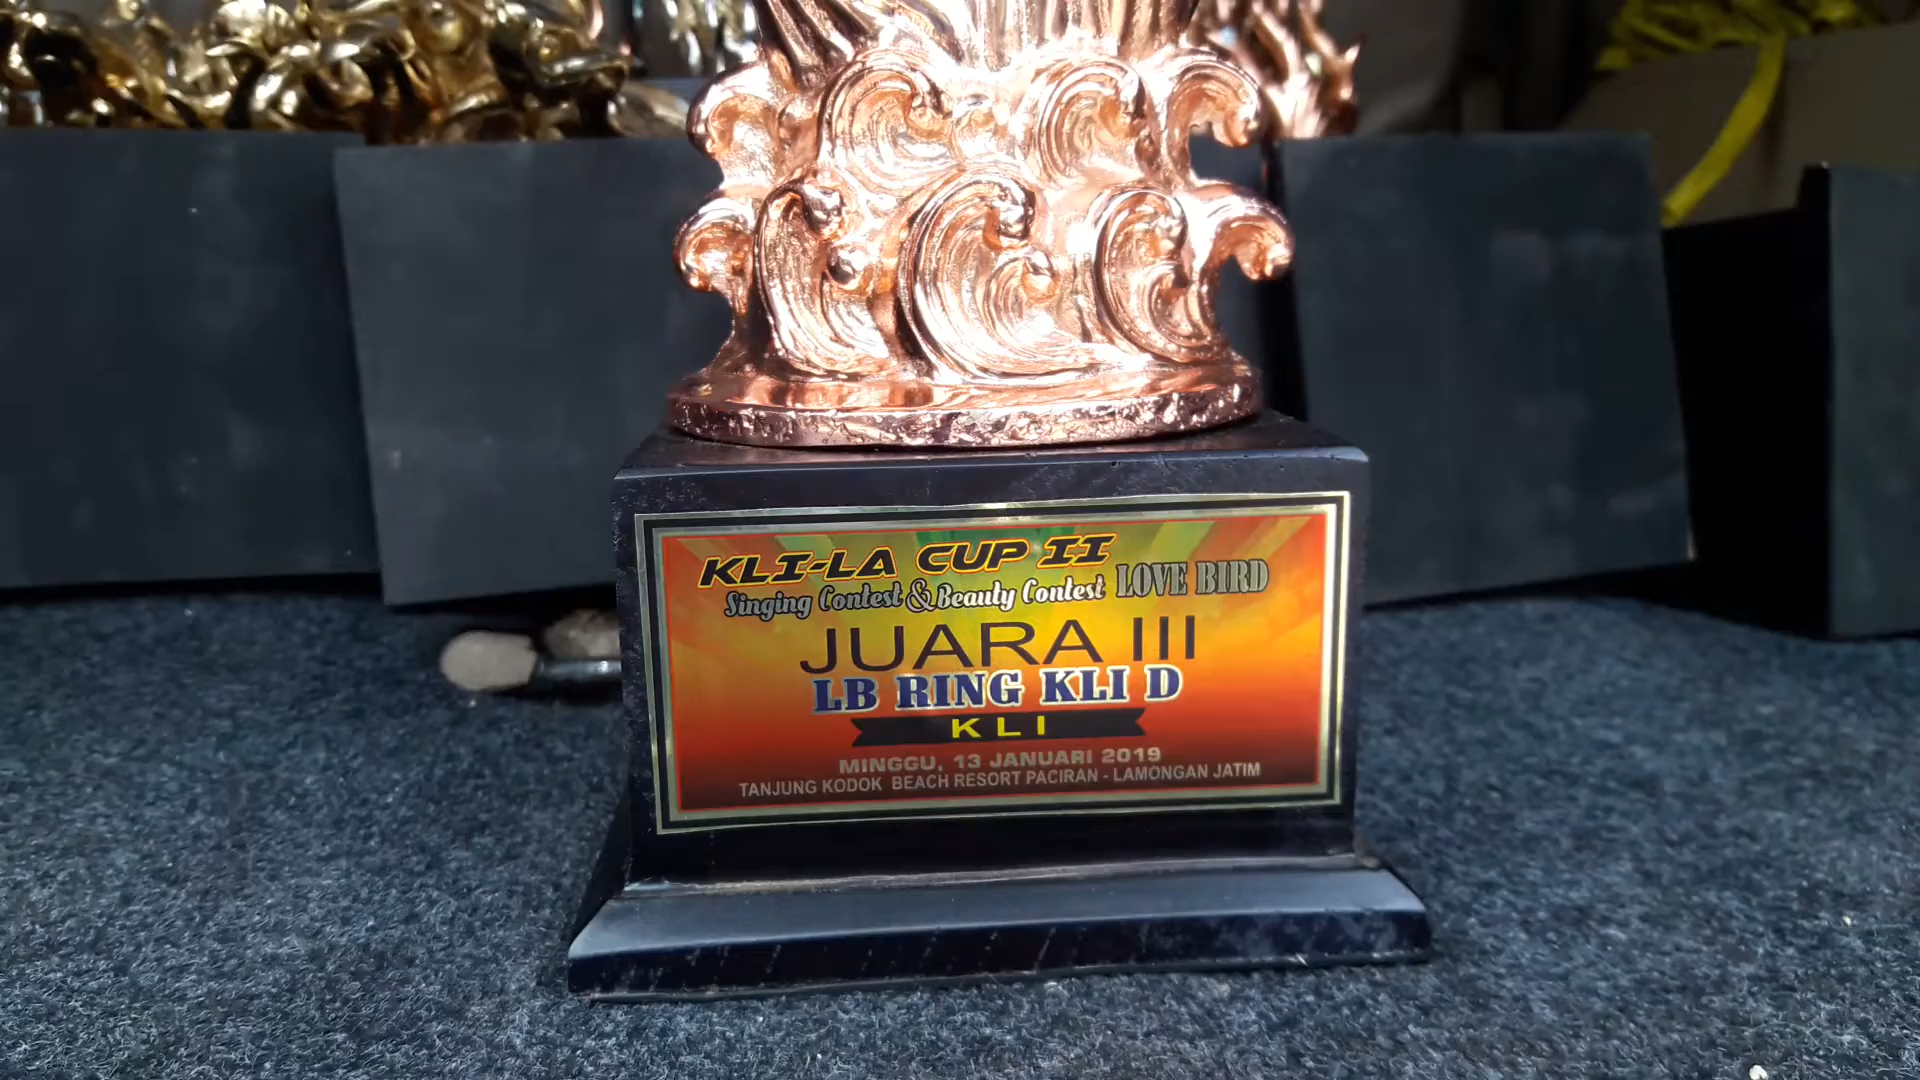 KLI-LA CUP II
Singing Contest & Beauty Contest LOVE BIRD
JUARA III
LB RING KLI D
KLI
MINGGU, 13 JANUARI 2019
TANJUNG KODOK BEACH RESORT PACIRAN - LAMONGAN JATIM